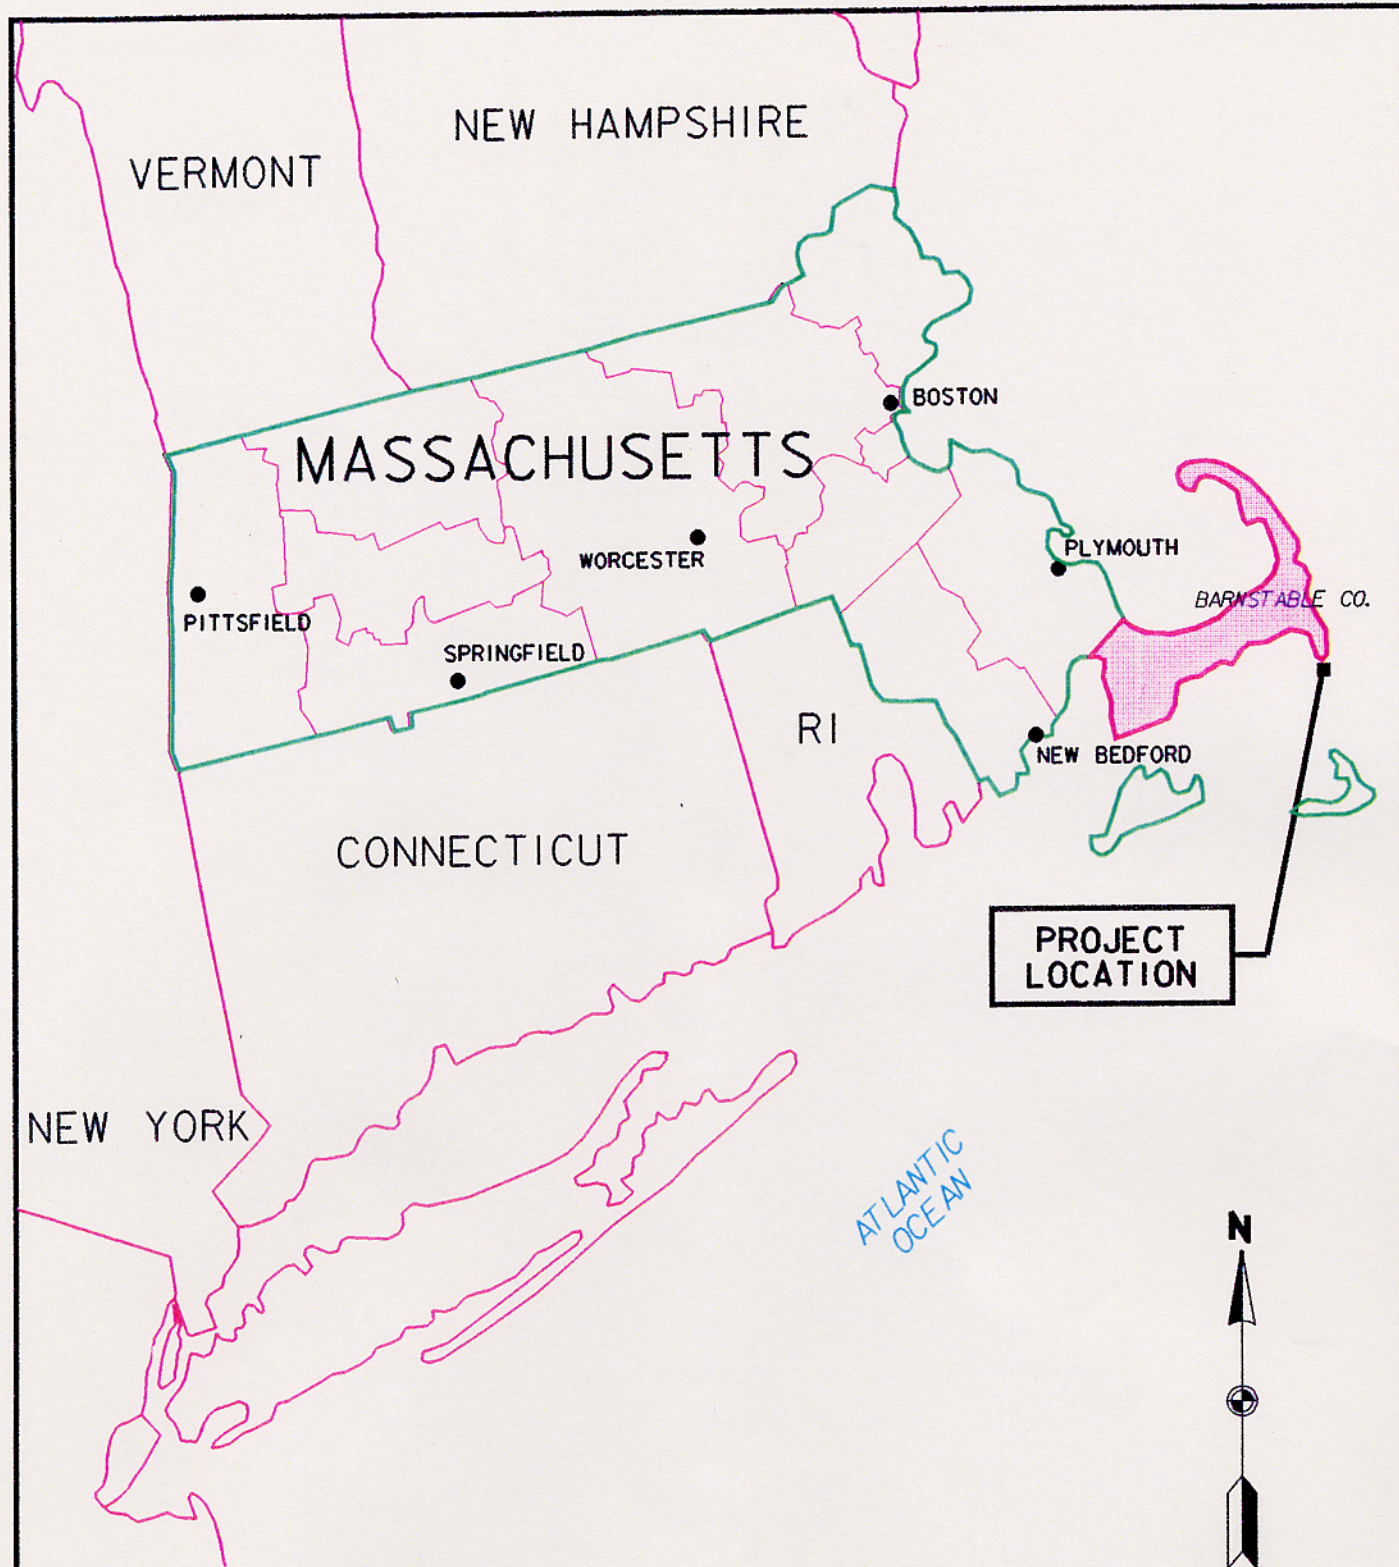 NEW HAMPSHIRE
VERMONT
BOSTON
MASSACHUSETTS
WORCESTER
PLYMOUTH
BARNSTABLE CO.
PITTSFIELD
SPRINGFIELD
RI
NEW BEDFORD
CONNECTICUT
PROJECT
LOCATION
NEW YORK
ATLANTIC
OCEAN
N